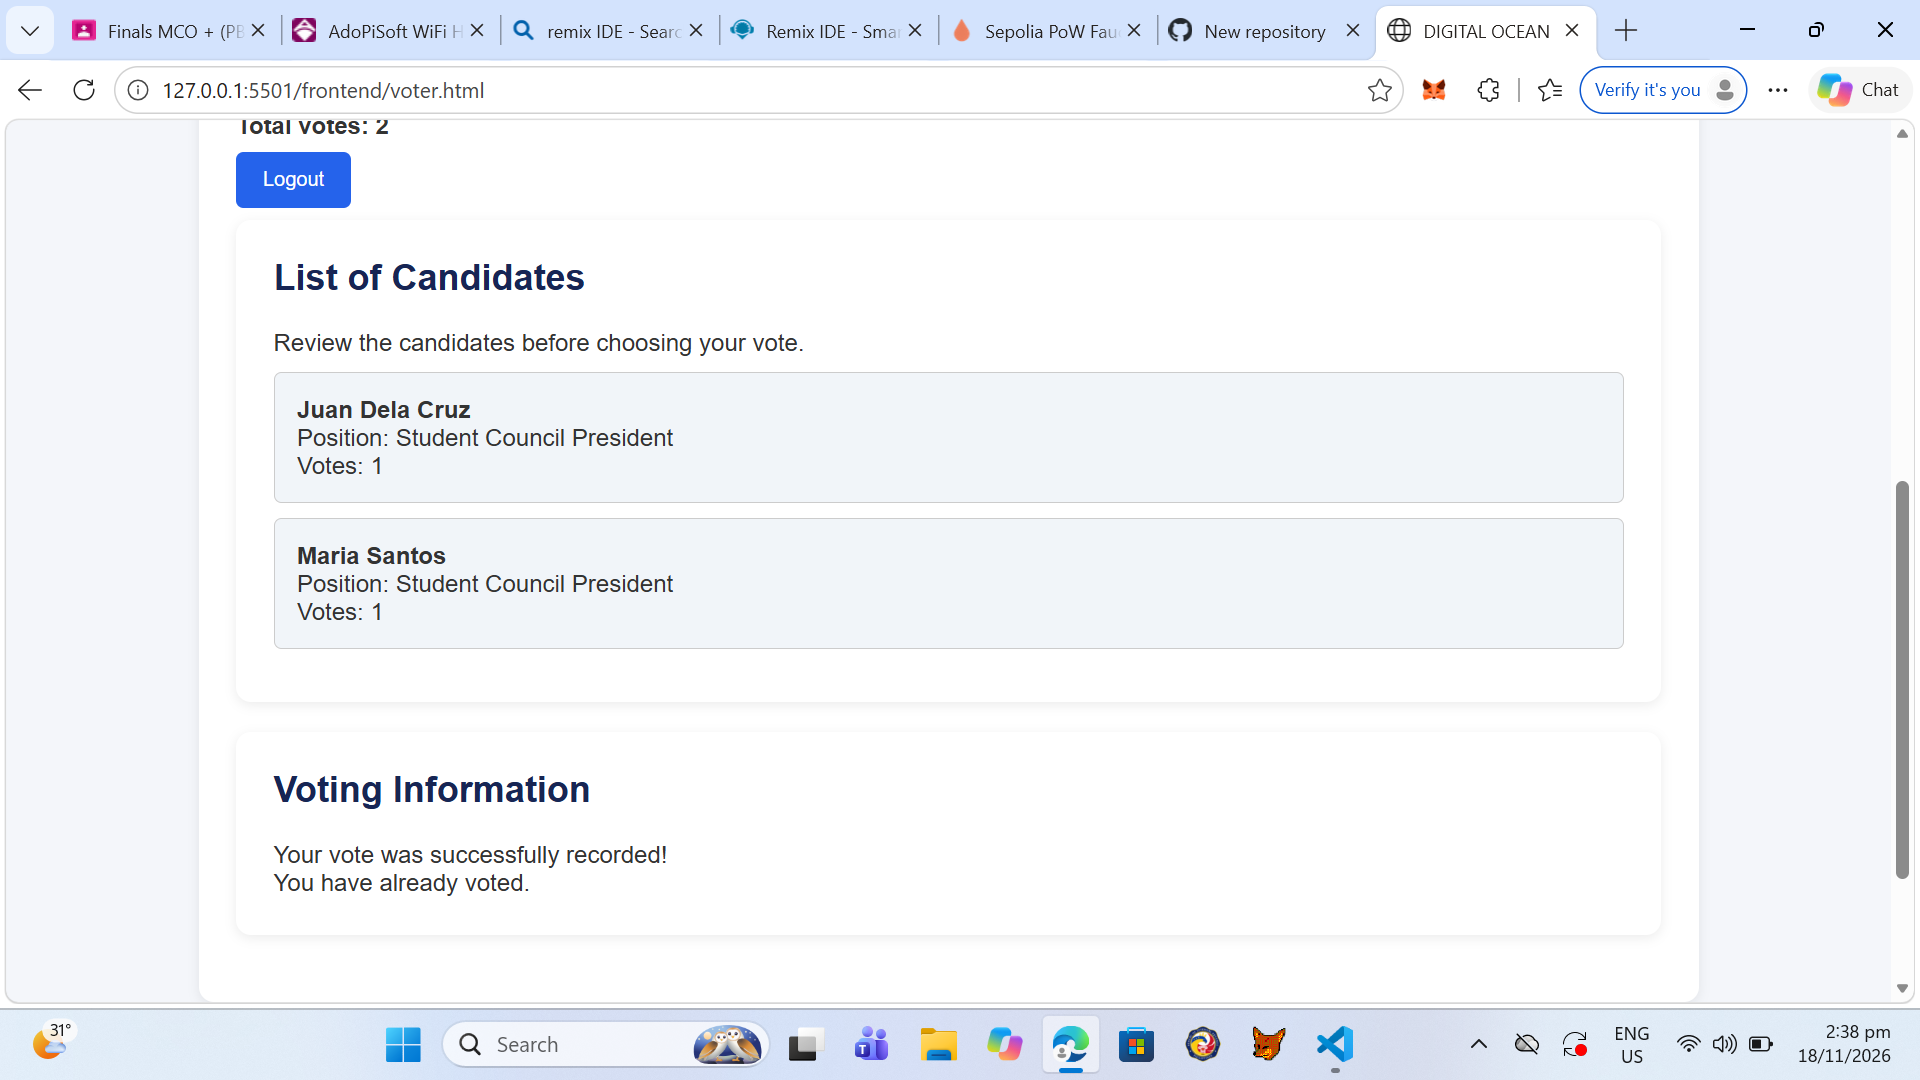 Finals MCO + (PB
AdoPiSoft WiFi H
remix IDE - Searc
Remix IDE - Smar
Sepolia PoW Fau
New repository
DIGITAL OCEAN
127.0.0.1:5501/frontend/voter.html
Verify it's you
Chat
Total votes: 2
Logout
List of Candidates
Review the candidates before choosing your vote.
Juan Dela Cruz
Position: Student Council President
Votes: 1
Maria Santos
Position: Student Council President
Votes: 1
Voting Information
Your vote was successfully recorded!
You have already voted.
31°
Search
ENG
US
2:38 pm
18/11/2026